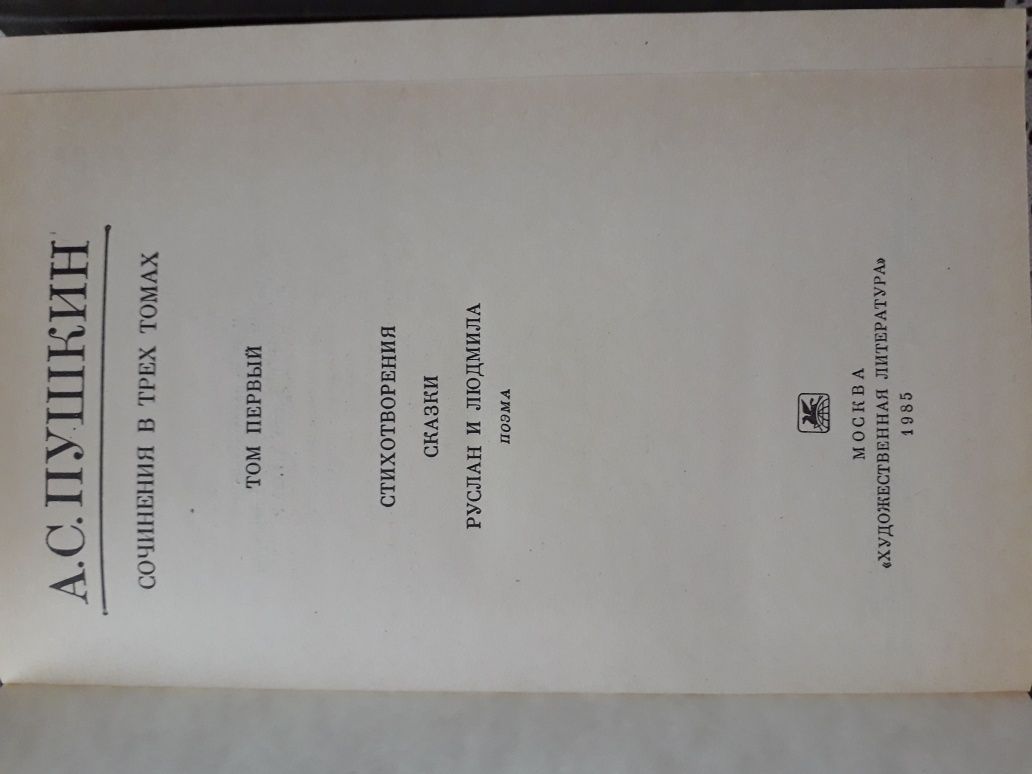 А.С.ПУШКИН
СОЧИНЕНИЯ В ТРЕХ ТОМАХ
ТОМ ПЕРВЫЙ
СТИХОТВОРЕНИЯ
СКАЗКИ
РУСЛАН И ЛЮДМИЛА
поэма
МОСКВА
«ХУДОЖЕСТВЕННАЯ ЛИТЕРАТУРА»
1985